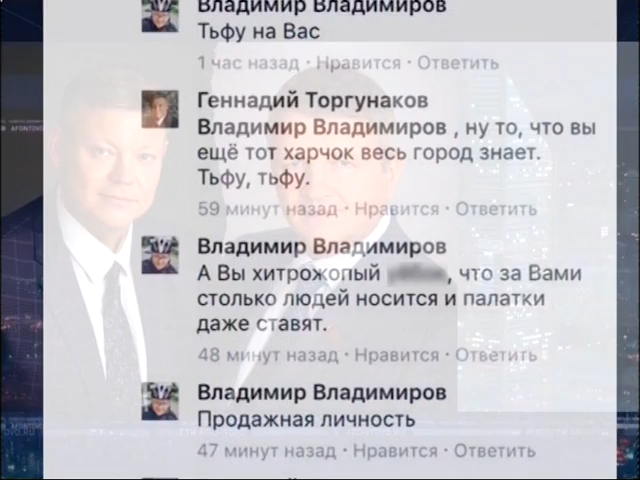 Владимир Владимиров
Тьфу на Вас
1 час назад · Нравится · Ответить
Геннадий Торгунаков
Владимир Владимиров , ну то, что вы
ещё тот харчок весь город знает.
Тьфу, тьфу.
59 минут назад · Нравится · Ответить
Владимир Владимиров
А Вы хитрожопый , что за Вами
столько людей носится и палатки
даже ставят.
48 минут назад · Нравится · Ответить
Владимир Владимиров
Продажная личность
47 минут назад · Нравится · Ответить